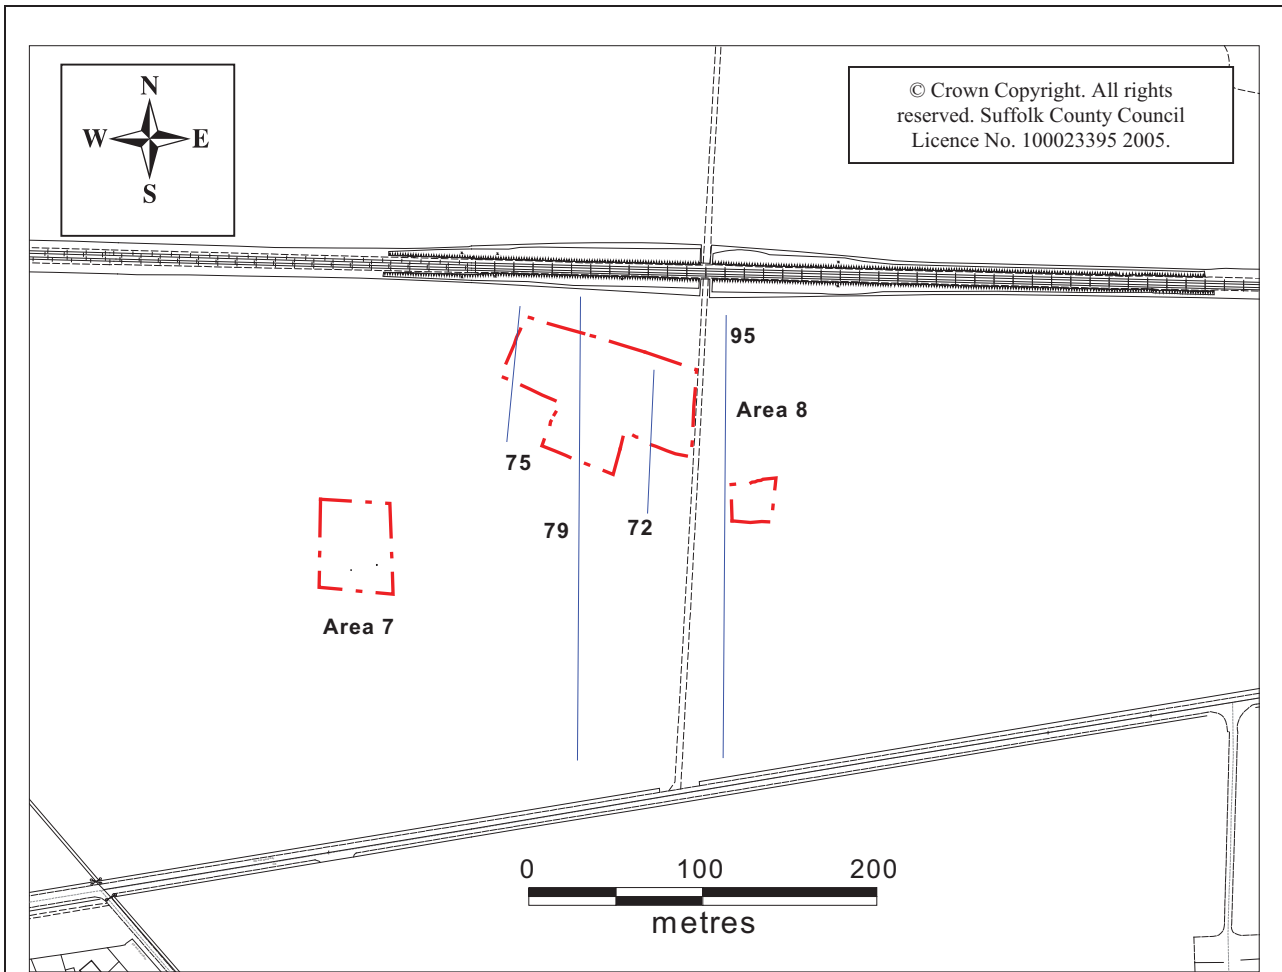 N
W E
S
© Crown Copyright. All rights
reserved. Suffolk County Council
Licence No. 100023395 2005.
95
Area 8
75
79
72
Area 7
0 100 200
metres